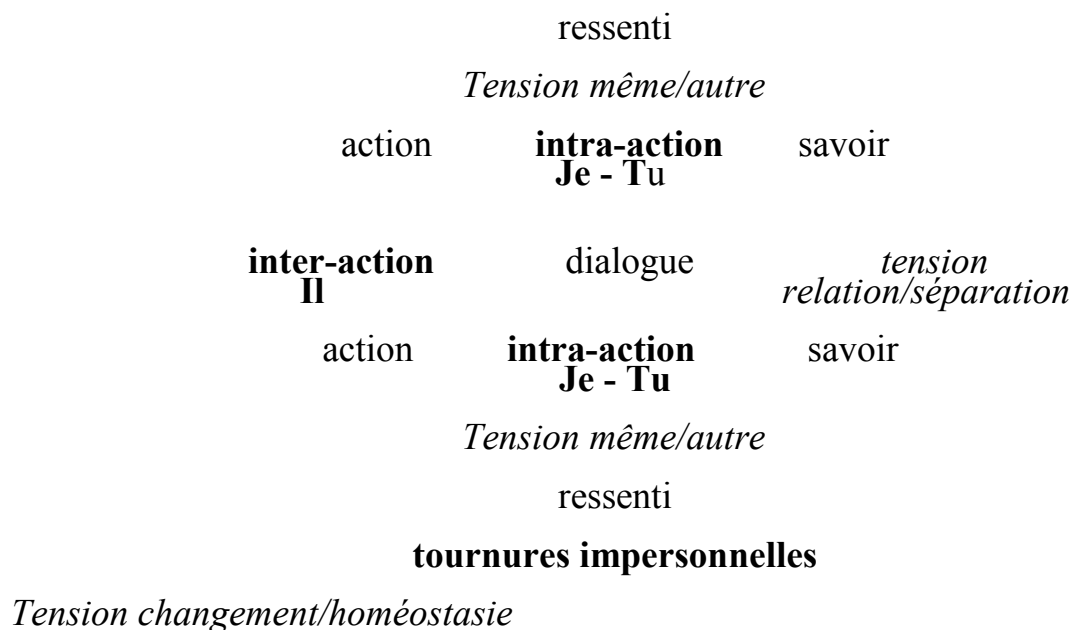 ressenti
Tension même/autre
action intra-action savoir
Je - Tu
inter-action dialogue tension
Il relation/séparation
action intra-action savoir
Je - Tu
Tension même/autre
ressenti
tournures impersonnelles
Tension changement/homéostasie